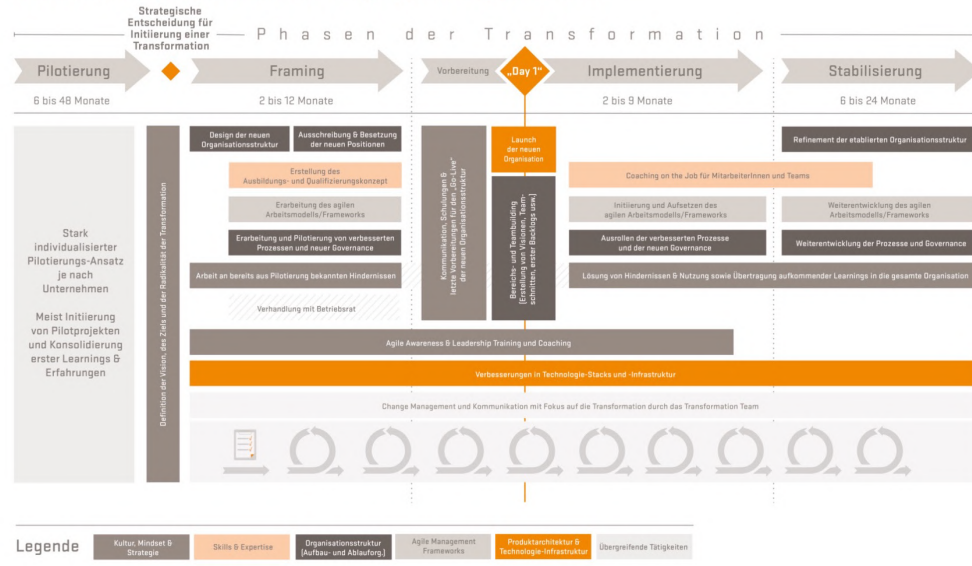 Strategische
Entscheidung für
Initiierung einer
Transformation
Phasen der Transformation
Pilotierung
Framing
Vorbereitung
„Day 1“
Implementierung
Stabilisierung
6 bis 48 Monate
2 bis 12 Monate
2 bis 9 Monate
6 bis 24 Monate
Stark
individualisierter
Pilotierungs-Ansatz
je nach
Unternehmen
Meist Initiierung
von Pilotprojekten
und Konsolidierung
erster Learnings &
Erfahrungen
Definition der Vision, des Ziels und der Radikalität der Transformation
Design der neuen
Organisationsstruktur
Ausschreibung & Besetzung
der neuen Positionen
Erstellung des
Ausbildungs- und Qualifizierungskonzept
Erarbeitung des agilen
Arbeitsmodells/Frameworks
Erarbeitung und Pilotierung von verbesserten
Prozessen und neuer Governance
Arbeit an bereits aus Pilotierung bekannten Hindernissen
Verhandlung mit Betriebsrat
Kommunikation, Schulungen &
letzte Vorbereitungen für den „Go-Live“
der neuen Organisationsstruktur
Launch
der neuen
Organisation
Bereichs- und Teambuilding
(Erstellung von Visionen, Team-
schnitten, erster Backlogs usw.)
Coaching on the Job für MitarbeiterInnen und Teams
Initiierung und Aufsetzen des
agilen Arbeitsmodells/Frameworks
Ausrollen der verbesserten Prozesse
und der neuen Governance
Lösung von Hindernissen & Nutzung sowie Übertragung aufkommender Learnings in die gesamte Organisation
Refinement der etablierten Organisationsstruktur
Weiterentwicklung des agilen
Arbeitsmodells/Frameworks
Weiterentwicklung der Prozesse und Governance
Agile Awareness & Leadership Training und Coaching
Verbesserungen in Technologie-Stacks und -Infrastruktur
Change Management und Kommunikation mit Fokus auf die Transformation durch das Transformation Team
Legende
Kultur, Mindset &
Strategie
Skills & Expertise
Organisationsstruktur
(Aufbau- und Ablauforg.)
Agile Management
Frameworks
Produktarchitektur &
Technologie-Infrastruktur
Übergreifende Tätigkeiten